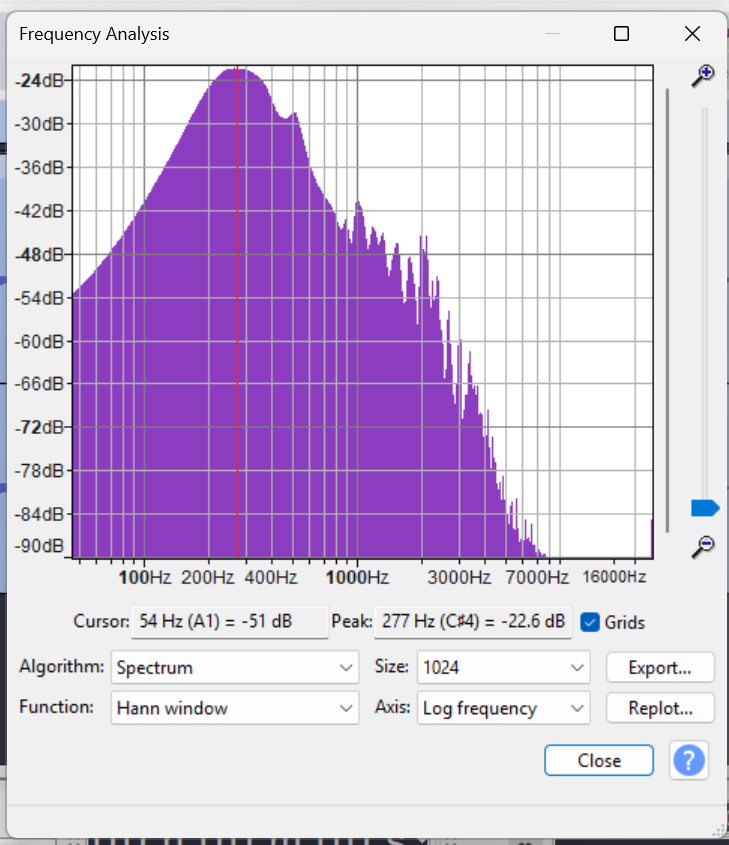 Frequency Analysis
-24dB
-30dB
-36dB
-42dB
-48dB
-54dB
-60dB
-66dB
-72dB
-78dB
-84dB
-90dB
100Hz 200Hz 400Hz 1000Hz 3000Hz 7000Hz 16000Hz
Cursor: 54 Hz (A1) = -51 dB Peak: 277 Hz (C♯4) = -22.6 dB Grids
Algorithm: Spectrum Size: 1024 Export...
Function: Hann window Axis: Log frequency Replot...
Close ?